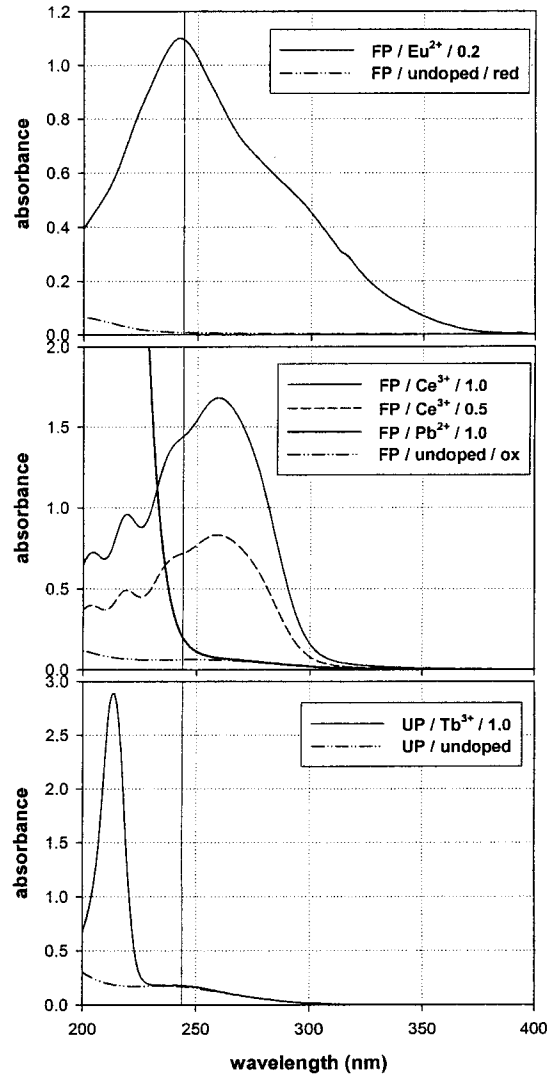 1.2
1.0
0.8
0.6
0.4
0.2
0.0
absorbance
FP / Eu²⁺ / 0.2
FP / undoped / red
2.0
1.5
1.0
0.5
0.0
absorbance
FP / Ce³⁺ / 1.0
FP / Ce³⁺ / 0.5
FP / Pb²⁺ / 1.0
FP / undoped / ox
3.0
2.5
2.0
1.5
1.0
0.5
0.0
absorbance
UP / Tb³⁺ / 1.0
UP / undoped
200 250 300 350 400
wavelength (nm)